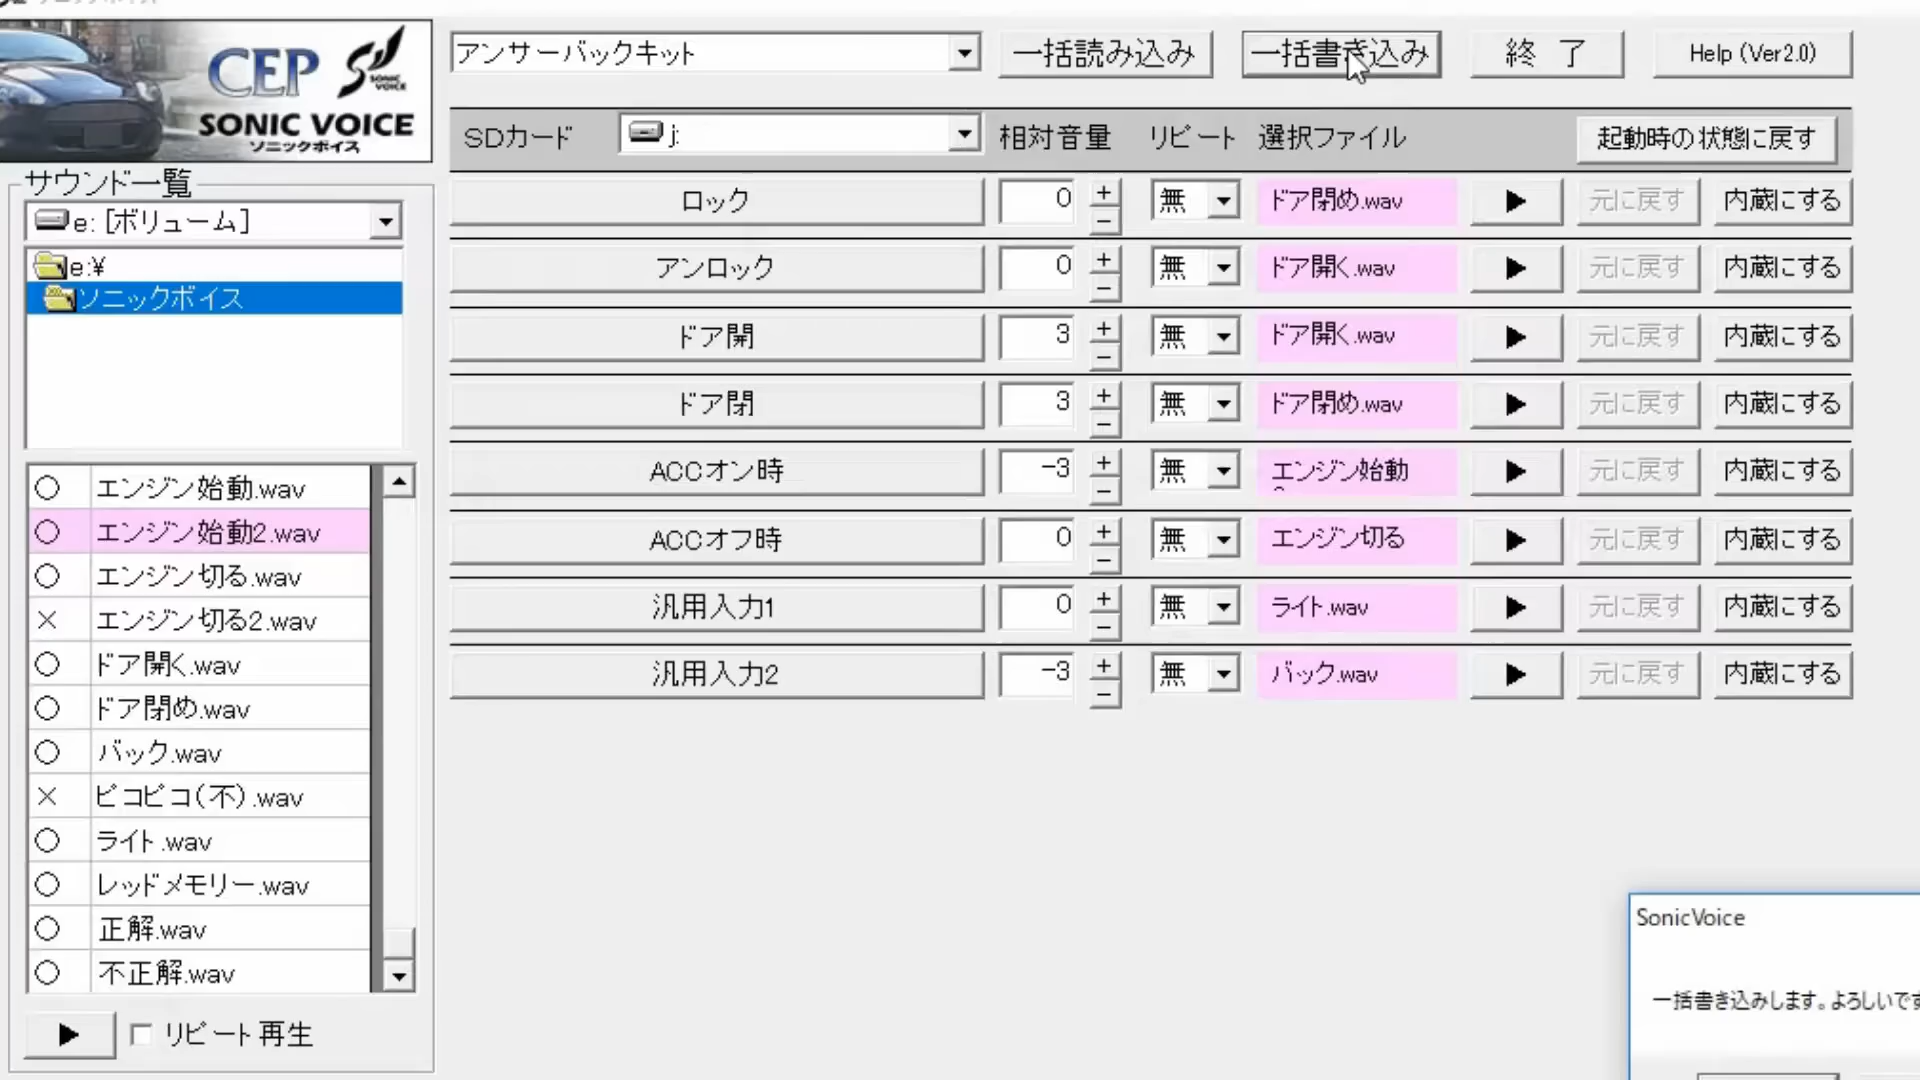 CEP
SONIC VOICE
ソニックボイス
アンサーバックキット
一括読み込み
一括書き込み
終 了
Help (Ver2.0)
SDカード
j:
相対音量
リピート
選択ファイル
起動時の状態に戻す
サウンド一覧
e: [ボリューム]
e:¥
ソニックボイス
ロック 0 + - 無 ドア閉め.wav 元に戻す 内蔵にする
アンロック 0 + - 無 ドア開く.wav 元に戻す 内蔵にする
ドア開 3 + - 無 ドア開く.wav 元に戻す 内蔵にする
ドア閉 3 + - 無 ドア閉め.wav 元に戻す 内蔵にする
ACCオン時 -3 + - 無 エンジン始動 元に戻す 内蔵にする
ACCオフ時 0 + - 無 エンジン切る 元に戻す 内蔵にする
汎用入力1 0 + - 無 ライト.wav 元に戻す 内蔵にする
汎用入力2 -3 + - 無 バック.wav 元に戻す 内蔵にする
○ エンジン始動.wav
○ エンジン始動2.wav
○ エンジン切る.wav
× エンジン切る2.wav
○ ドア開く.wav
○ ドア閉め.wav
○ バック.wav
× ピコピコ(不).wav
○ ライト.wav
○ レッドメモリー.wav
○ 正解.wav
○ 不正解.wav
リピート再生
SonicVoice
一括書き込みします。よろしいです